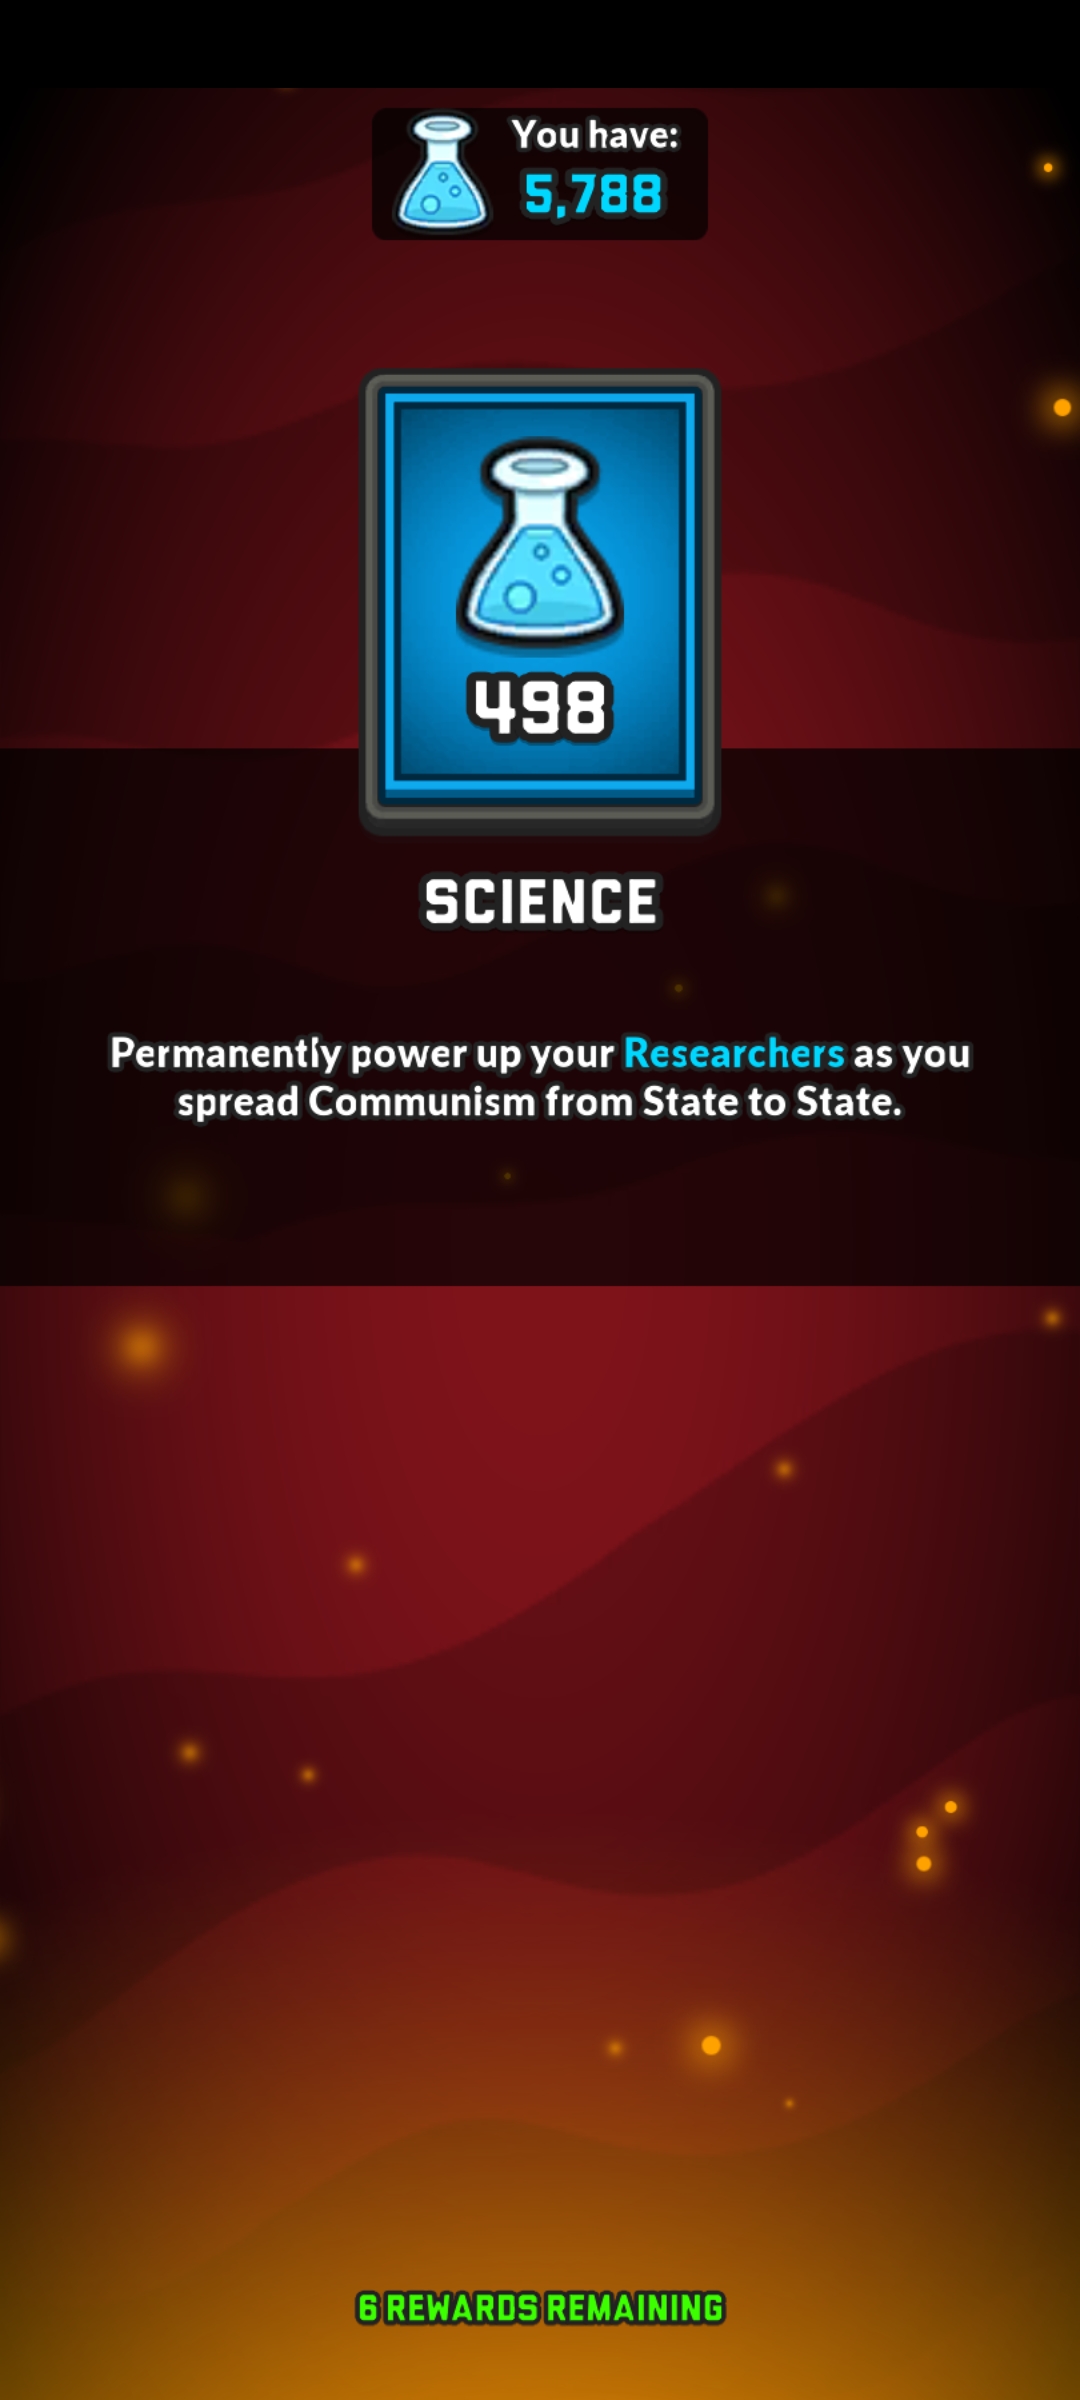 You have:
5,788
498
SCIENCE
Permanently power up your Researchers as you
spread Communism from State to State.
6 REWARDS REMAINING